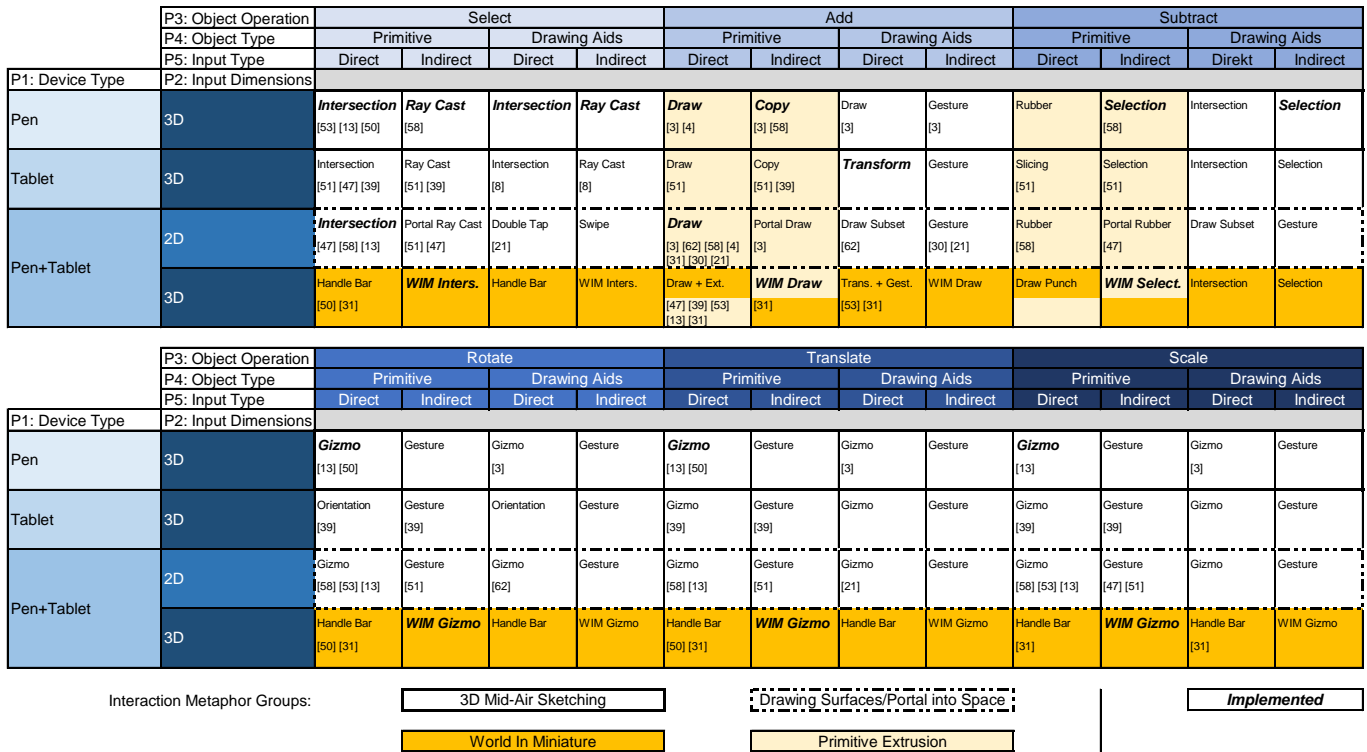 P3: Object Operation Select Add Subtract
P4: Object Type Primitive Drawing Aids Primitive Drawing Aids Primitive Drawing Aids
P5: Input Type Direct Indirect Direct Indirect Direct Indirect Direct Indirect Direct Indirect Direkt Indirect
P1: Device Type P2: Input Dimensions
Pen 3D
Intersection Ray Cast Intersection Ray Cast Draw Copy Draw Gesture Rubber Selection Intersection Selection
[53] [13] [50] [58] [3] [4] [3] [58] [3] [3] [58]
Tablet 3D
Intersection Ray Cast Intersection Ray Cast Draw Copy Transform Gesture Slicing Selection Intersection Selection
[51] [47] [39] [51] [39] [8] [8] [51] [51] [39] [51] [51]
Pen+Tablet
2D
Intersection Portal Ray Cast Double Tap Swipe Draw Portal Draw Draw Subset Gesture Rubber Portal Rubber Draw Subset Gesture
[47] [58] [13] [51] [47] [21] [3] [62] [58] [4] [3] [62] [30] [21] [58] [47]
[31] [30] [21]
3D
Handle Bar WIM Inters. Handle Bar WIM Inters. Draw + Ext. WIM Draw Trans. + Gest. WIM Draw Draw Punch WIM Select. Intersection Selection
[50] [31] [47] [39] [53] [31] [53] [31]
[13] [31]
P3: Object Operation Rotate Translate Scale
P4: Object Type Primitive Drawing Aids Primitive Drawing Aids Primitive Drawing Aids
P5: Input Type Direct Indirect Direct Indirect Direct Indirect Direct Indirect Direct Indirect Direct Indirect
P1: Device Type P2: Input Dimensions
Pen 3D
Gizmo Gesture Gizmo Gesture Gizmo Gesture Gizmo Gesture Gizmo Gesture Gizmo Gesture
[13] [50] [3] [13] [50] [3] [13] [3]
Tablet 3D
Orientation Gesture Orientation Gesture Gizmo Gesture Gizmo Gesture Gizmo Gesture Gizmo Gesture
[39] [39] [39] [39] [39] [39]
Pen+Tablet
2D
Gizmo Gesture Gizmo Gesture Gizmo Gesture Gizmo Gesture Gizmo Gesture Gizmo Gesture
[58] [53] [13] [51] [62] [58] [13] [51] [21] [58] [53] [13] [47] [51]
3D
Handle Bar WIM Gizmo Handle Bar WIM Gizmo Handle Bar WIM Gizmo Handle Bar WIM Gizmo Handle Bar WIM Gizmo Handle Bar WIM Gizmo
[50] [31] [50] [31] [31] [31]
Interaction Metaphor Groups: 3D Mid-Air Sketching Drawing Surfaces/Portal into Space Implemented
World In Miniature Primitive Extrusion